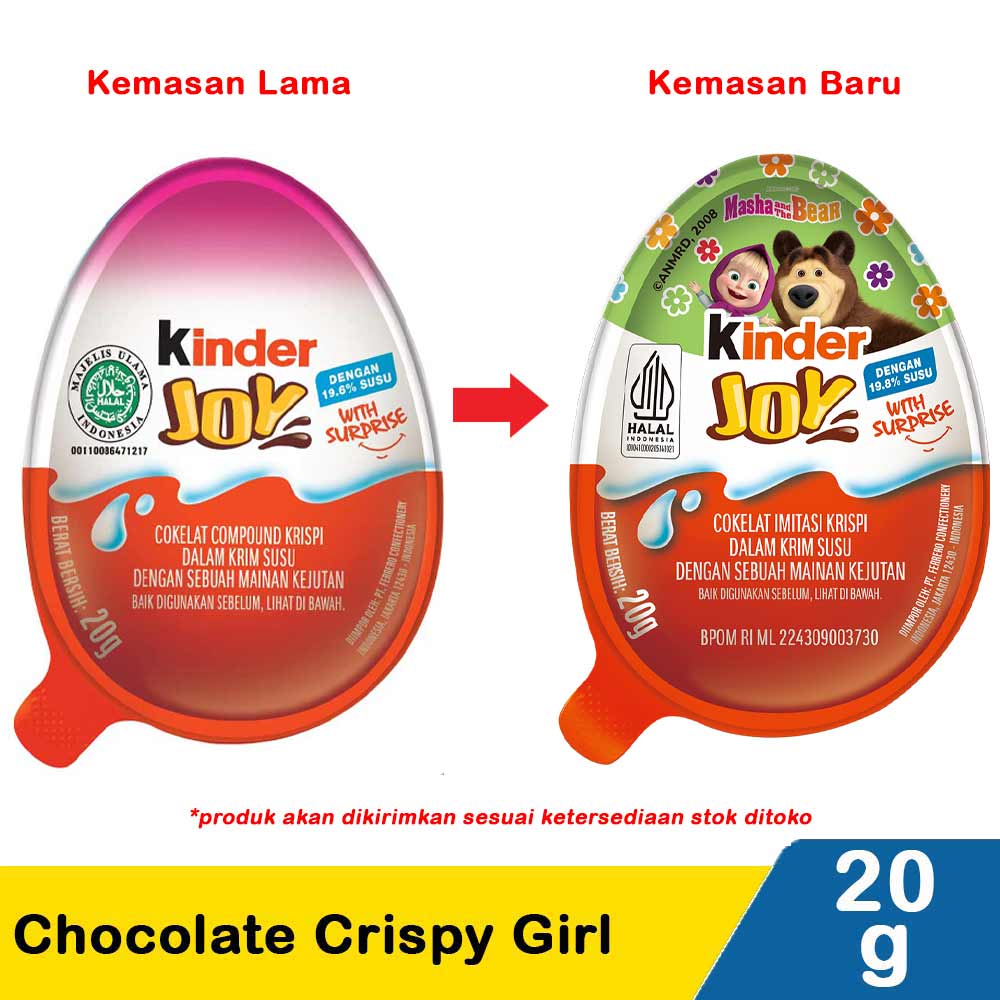 Kemasan Lama
Kemasan Baru
MAJELIS ULAMA
HALAL
INDONESIA
00110086471217
Kinder
JOY
DENGAN
19.8% SUSU
WITH
SURPRISE
BERAT BERSIH: 20g
COKELAT COMPOUND KRISPI
DALAM KRIM SUSU
DENGAN SEBUAH MAINAN KEJUTAN
BAIK DIGUNAKAN SEBELUM, LIHAT DI BAWAH.
DIIMPOR OLEH: PT. FERRERO CONFECTIONERY
INDONESIA, JAKARTA 12430 - INDONESIA
Masha and The Bear
©ANMRD, 2008
Kinder
JOY
HALAL
INDONESIA
DENGAN
19.8% SUSU
WITH
SURPRISE
BERAT BERSIH: 20g
COKELAT IMITASI KRISPI
DALAM KRIM SUSU
DENGAN SEBUAH MAINAN KEJUTAN
BAIK DIGUNAKAN SEBELUM, LIHAT DI BAWAH.
BPOM RI ML 224309003730
DIIMPOR OLEH: PT. FERRERO CONFECTIONERY
INDONESIA, JAKARTA 12430 - INDONESIA
*produk akan dikirimkan sesuai ketersediaan stok ditoko
Chocolate Crispy Girl
20
g